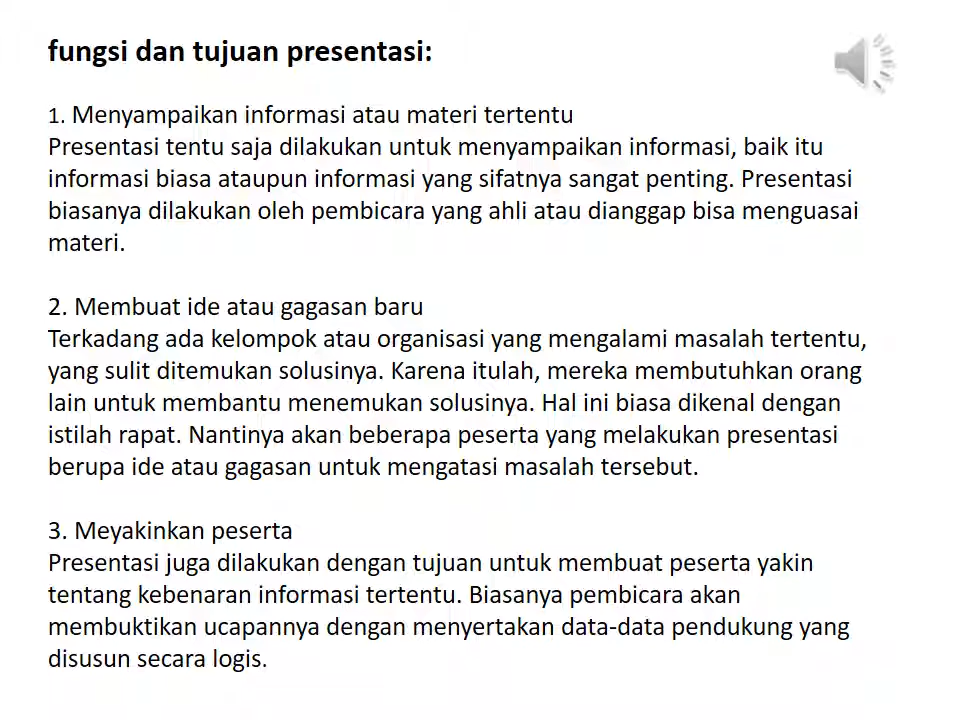 fungsi dan tujuan presentasi:
1. Menyampaikan informasi atau materi tertentu
Presentasi tentu saja dilakukan untuk menyampaikan informasi, baik itu
informasi biasa ataupun informasi yang sifatnya sangat penting. Presentasi
biasanya dilakukan oleh pembicara yang ahli atau dianggap bisa menguasai
materi.
2. Membuat ide atau gagasan baru
Terkadang ada kelompok atau organisasi yang mengalami masalah tertentu,
yang sulit ditemukan solusinya. Karena itulah, mereka membutuhkan orang
lain untuk membantu menemukan solusinya. Hal ini biasa dikenal dengan
istilah rapat. Nantinya akan beberapa peserta yang melakukan presentasi
berupa ide atau gagasan untuk mengatasi masalah tersebut.
3. Meyakinkan peserta
Presentasi juga dilakukan dengan tujuan untuk membuat peserta yakin
tentang kebenaran informasi tertentu. Biasanya pembicara akan
membuktikan ucapannya dengan menyertakan data-data pendukung yang
disusun secara logis.